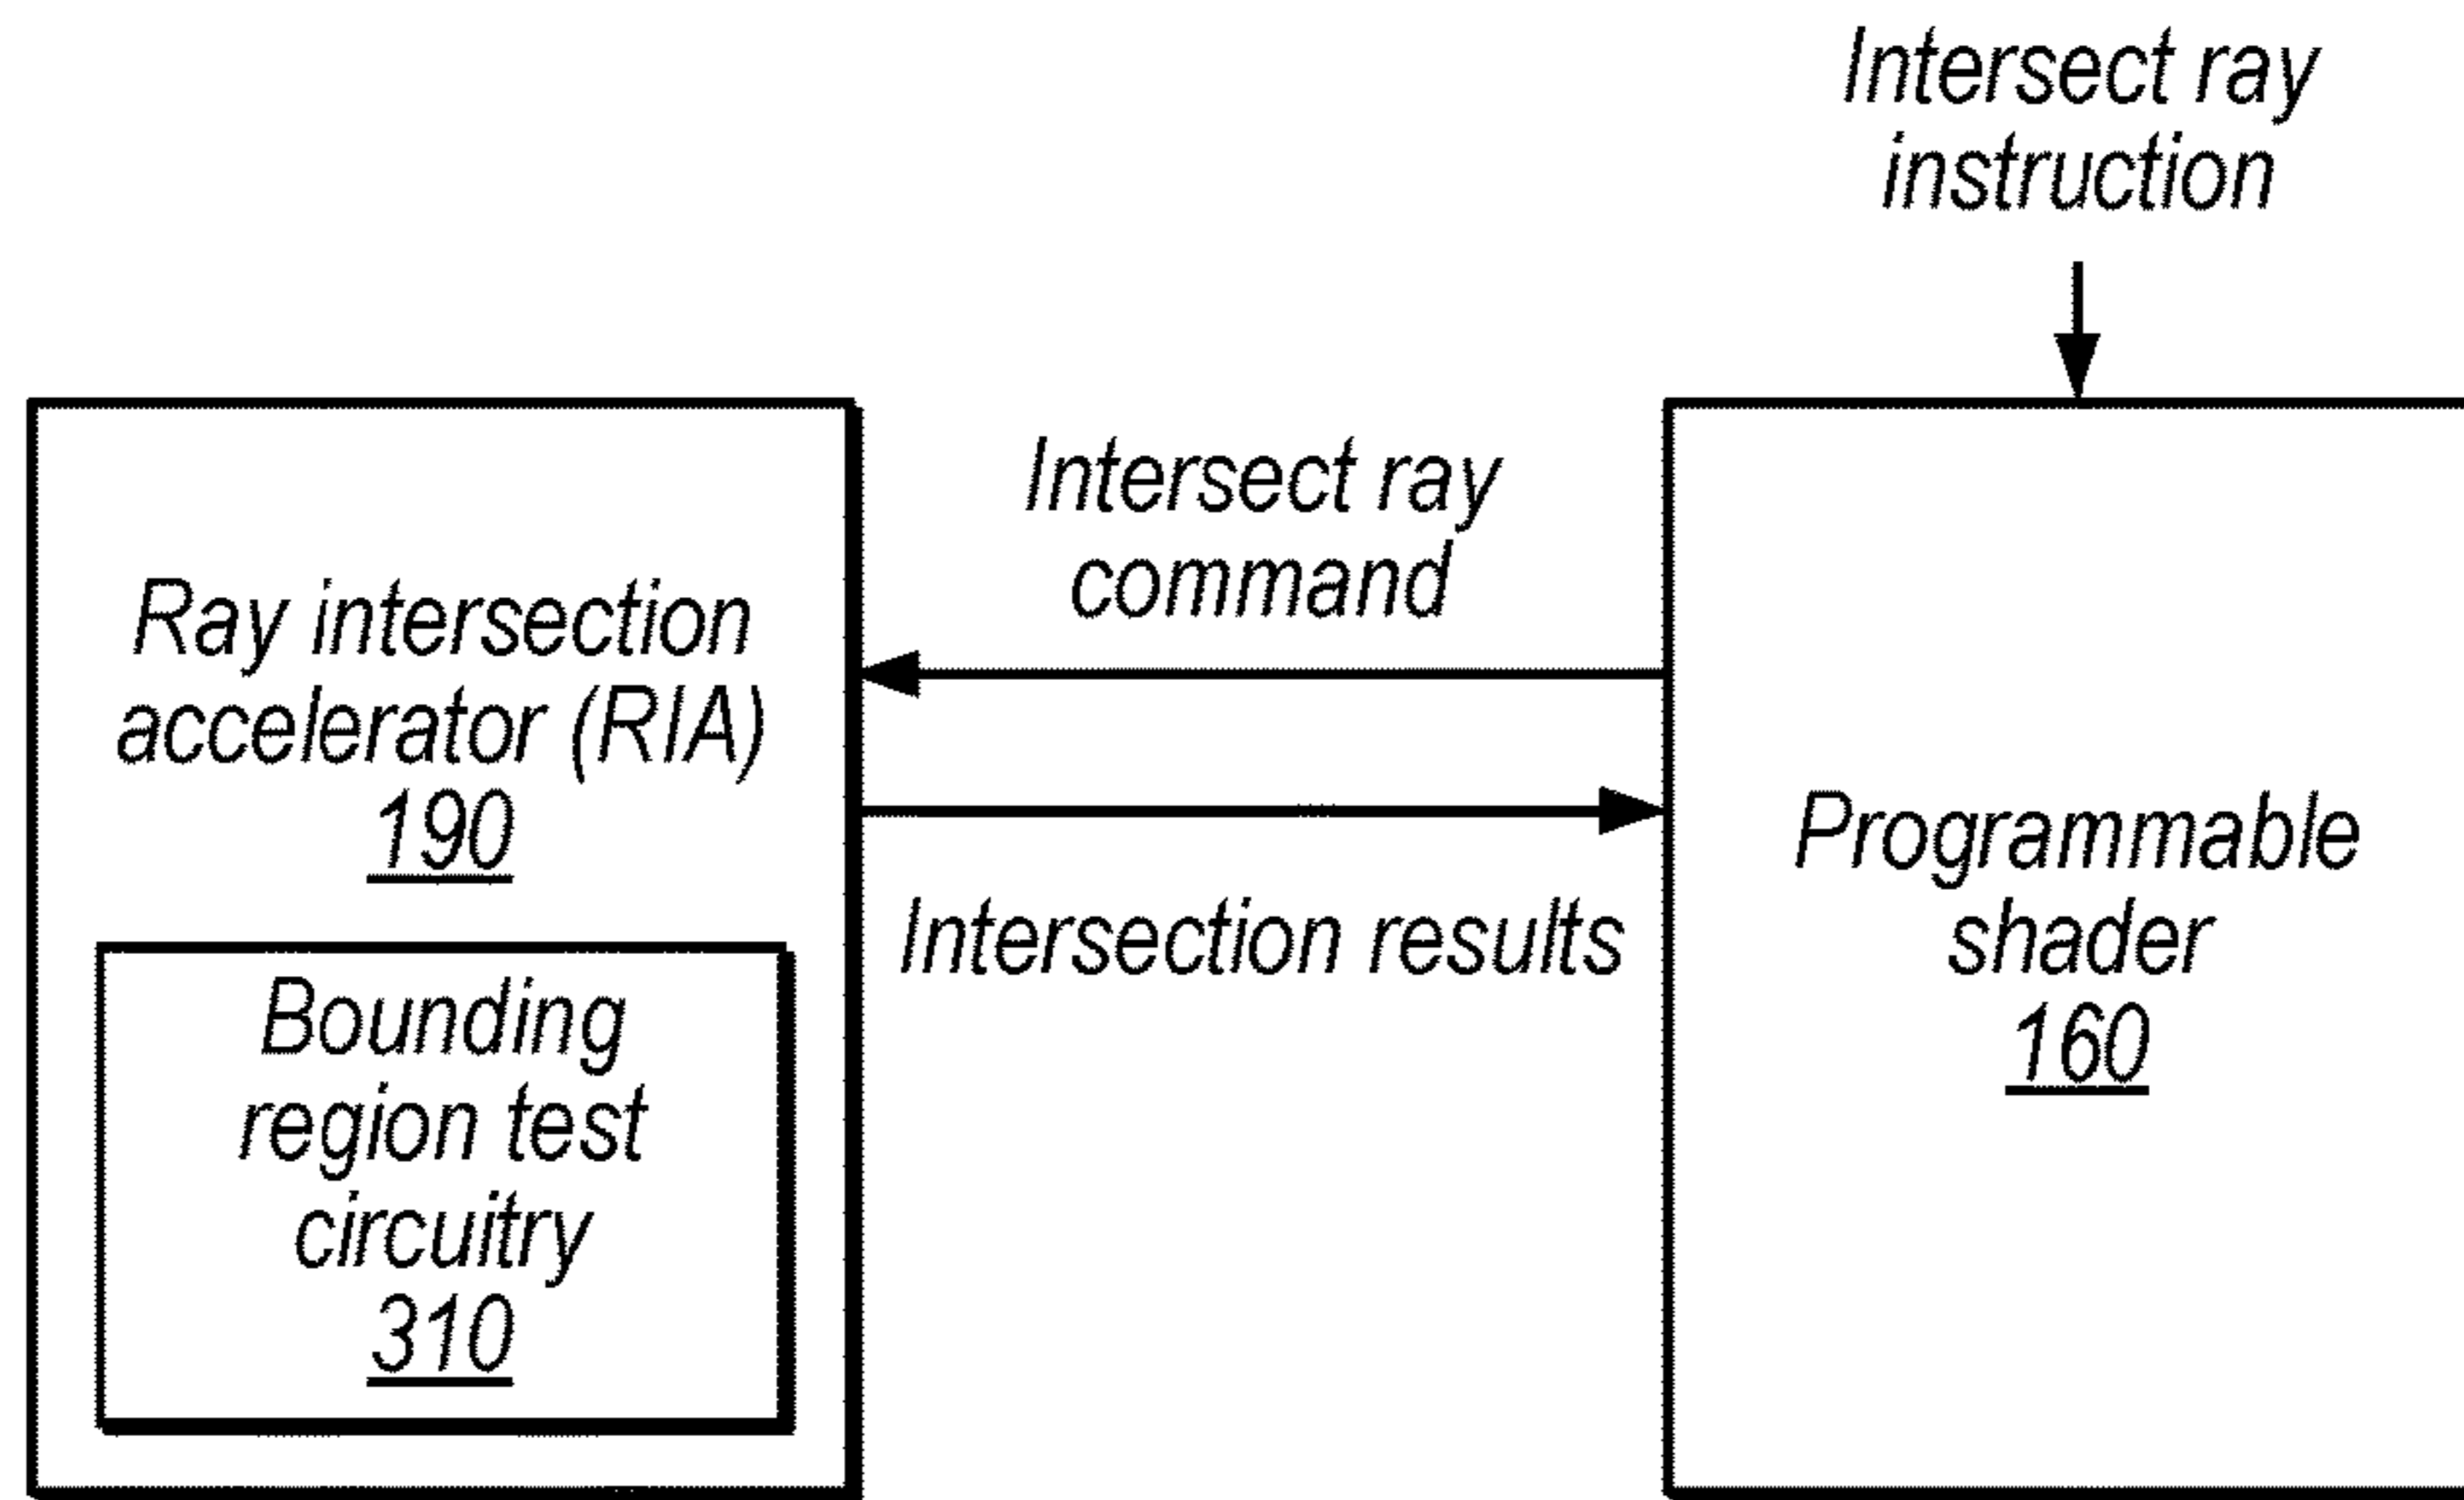 Intersect ray
instruction
Intersect ray
command
Ray intersection
accelerator (RIA)
190
Intersection results
Programmable
shader
160
Bounding
region test
circuitry
310